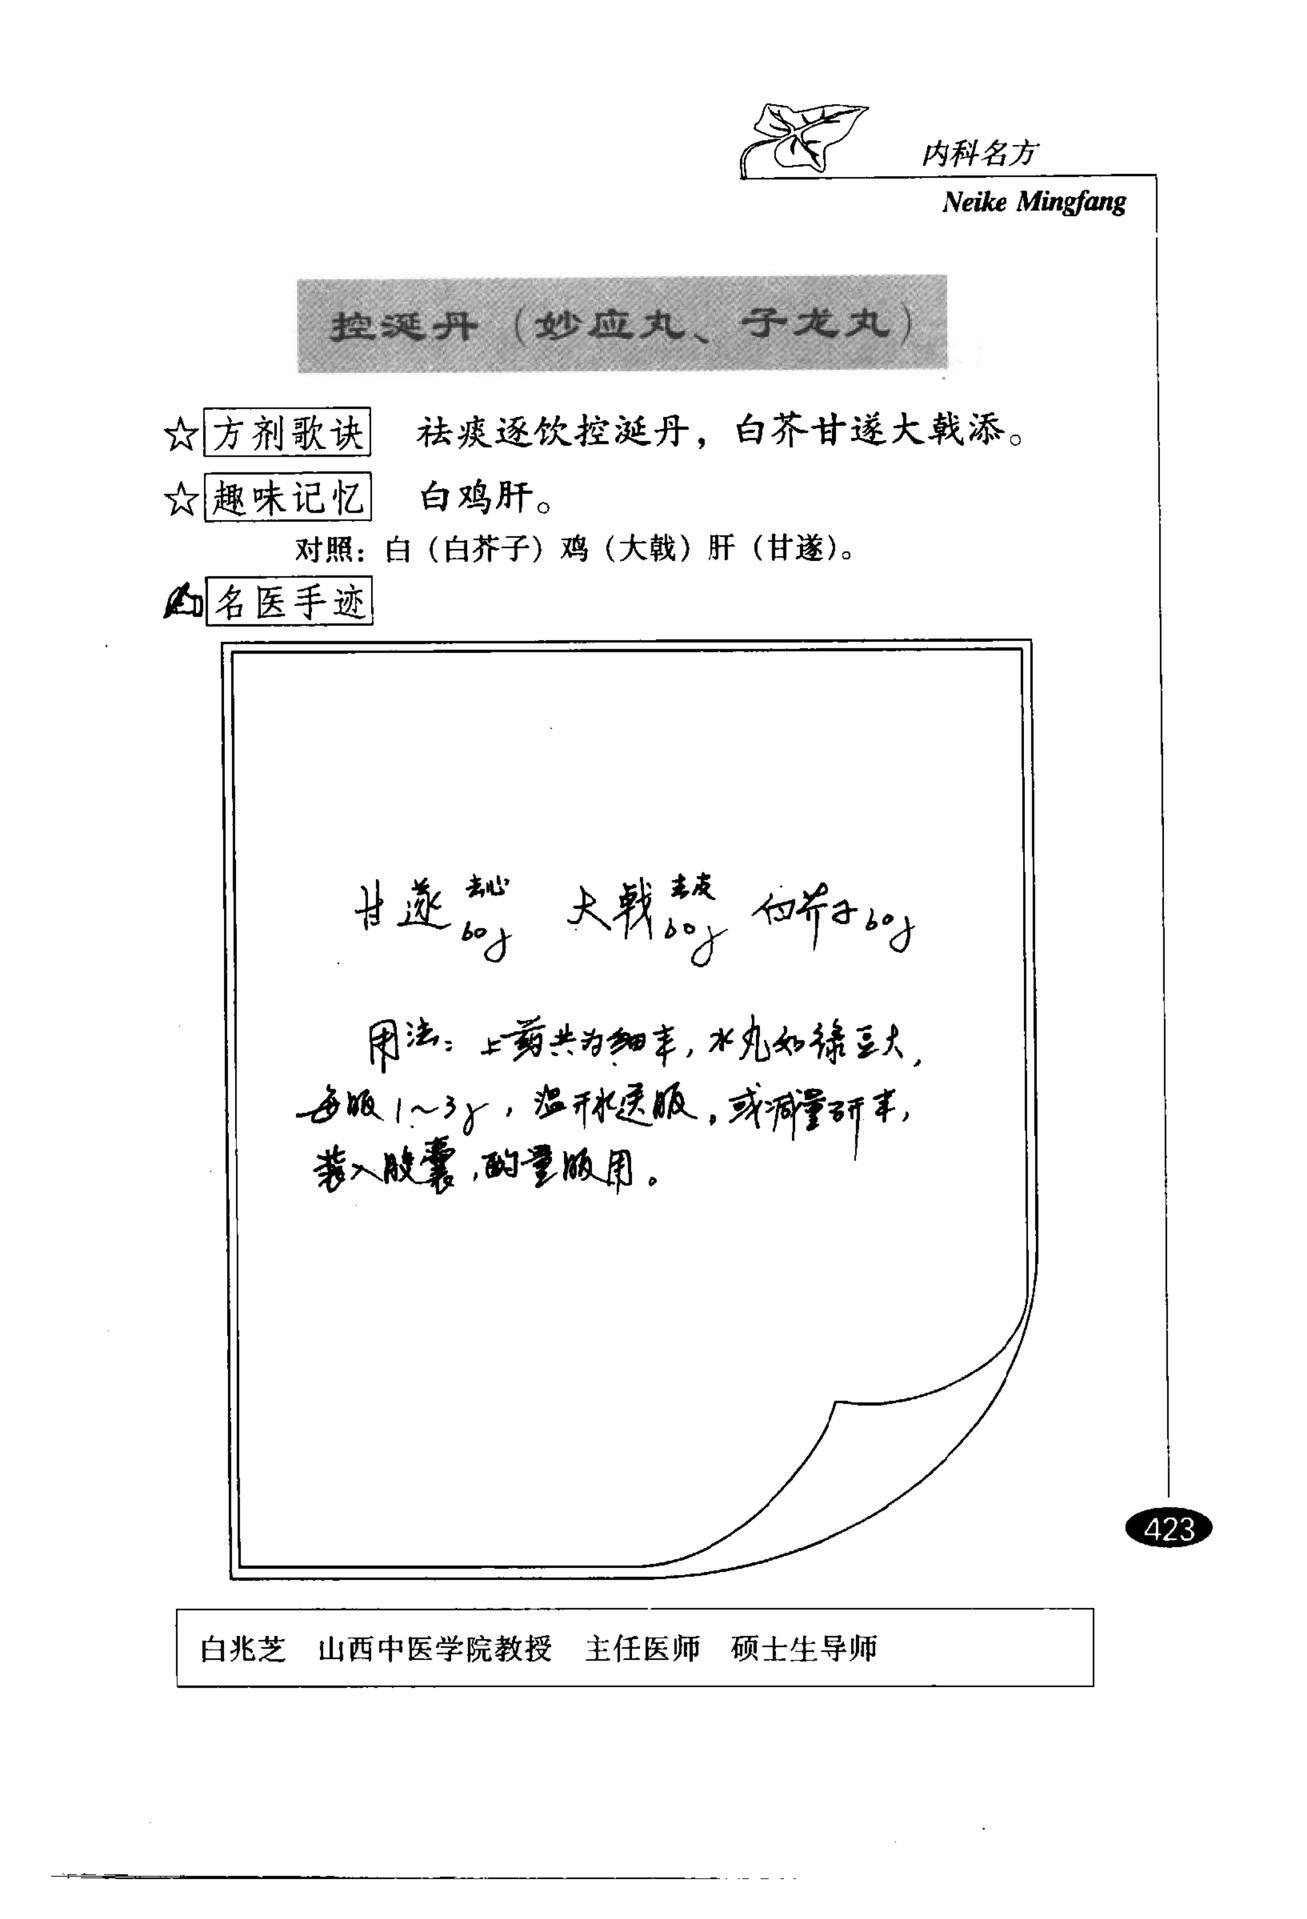 内科名方
Neike Mingfang
控涎丹（妙应丸、子龙丸）
☆方剂歌诀 祛痰逐饮控涎丹，白芥甘遂大戟添。
☆趣味记忆 白鸡肝。
对照：白（白芥子）鸡（大戟）肝（甘遂）。
名医手迹
甘遂 去心 60g 大戟 去皮 60g 白芥子 60g
用法：上药共为细末，水丸如绿豆大，
每服1～3g，温开水送服。或减量研末，
装入胶囊，酌量服用。
423
白兆芝 山西中医学院教授 主任医师 硕士生导师